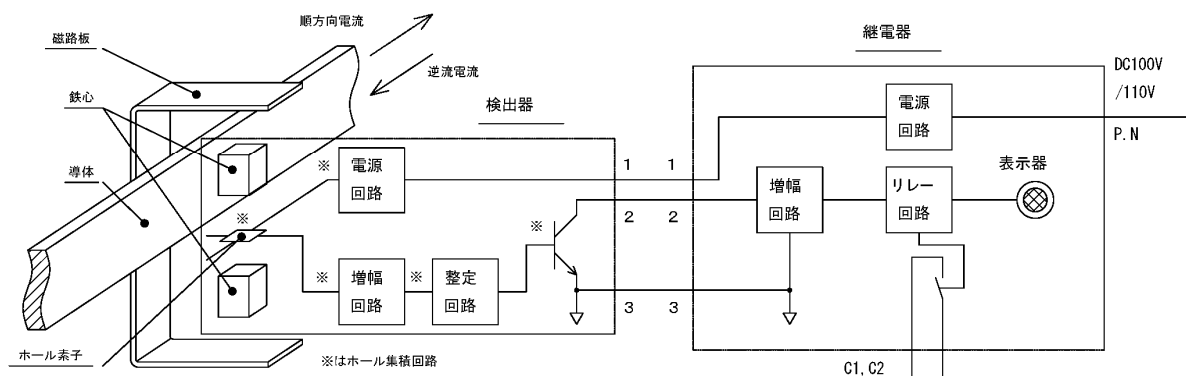 順方向電流
逆流電流
磁路板
鉄心
導体
ホール素子
検出器
※
電源
回路
※
※
増幅
回路
※
整定
回路
※
※はホール集積回路
1 1
2 2
3 3
継電器
DC100V
/110V
P.N
電源
回路
増幅
回路
リレー
回路
表示器
C1,C2